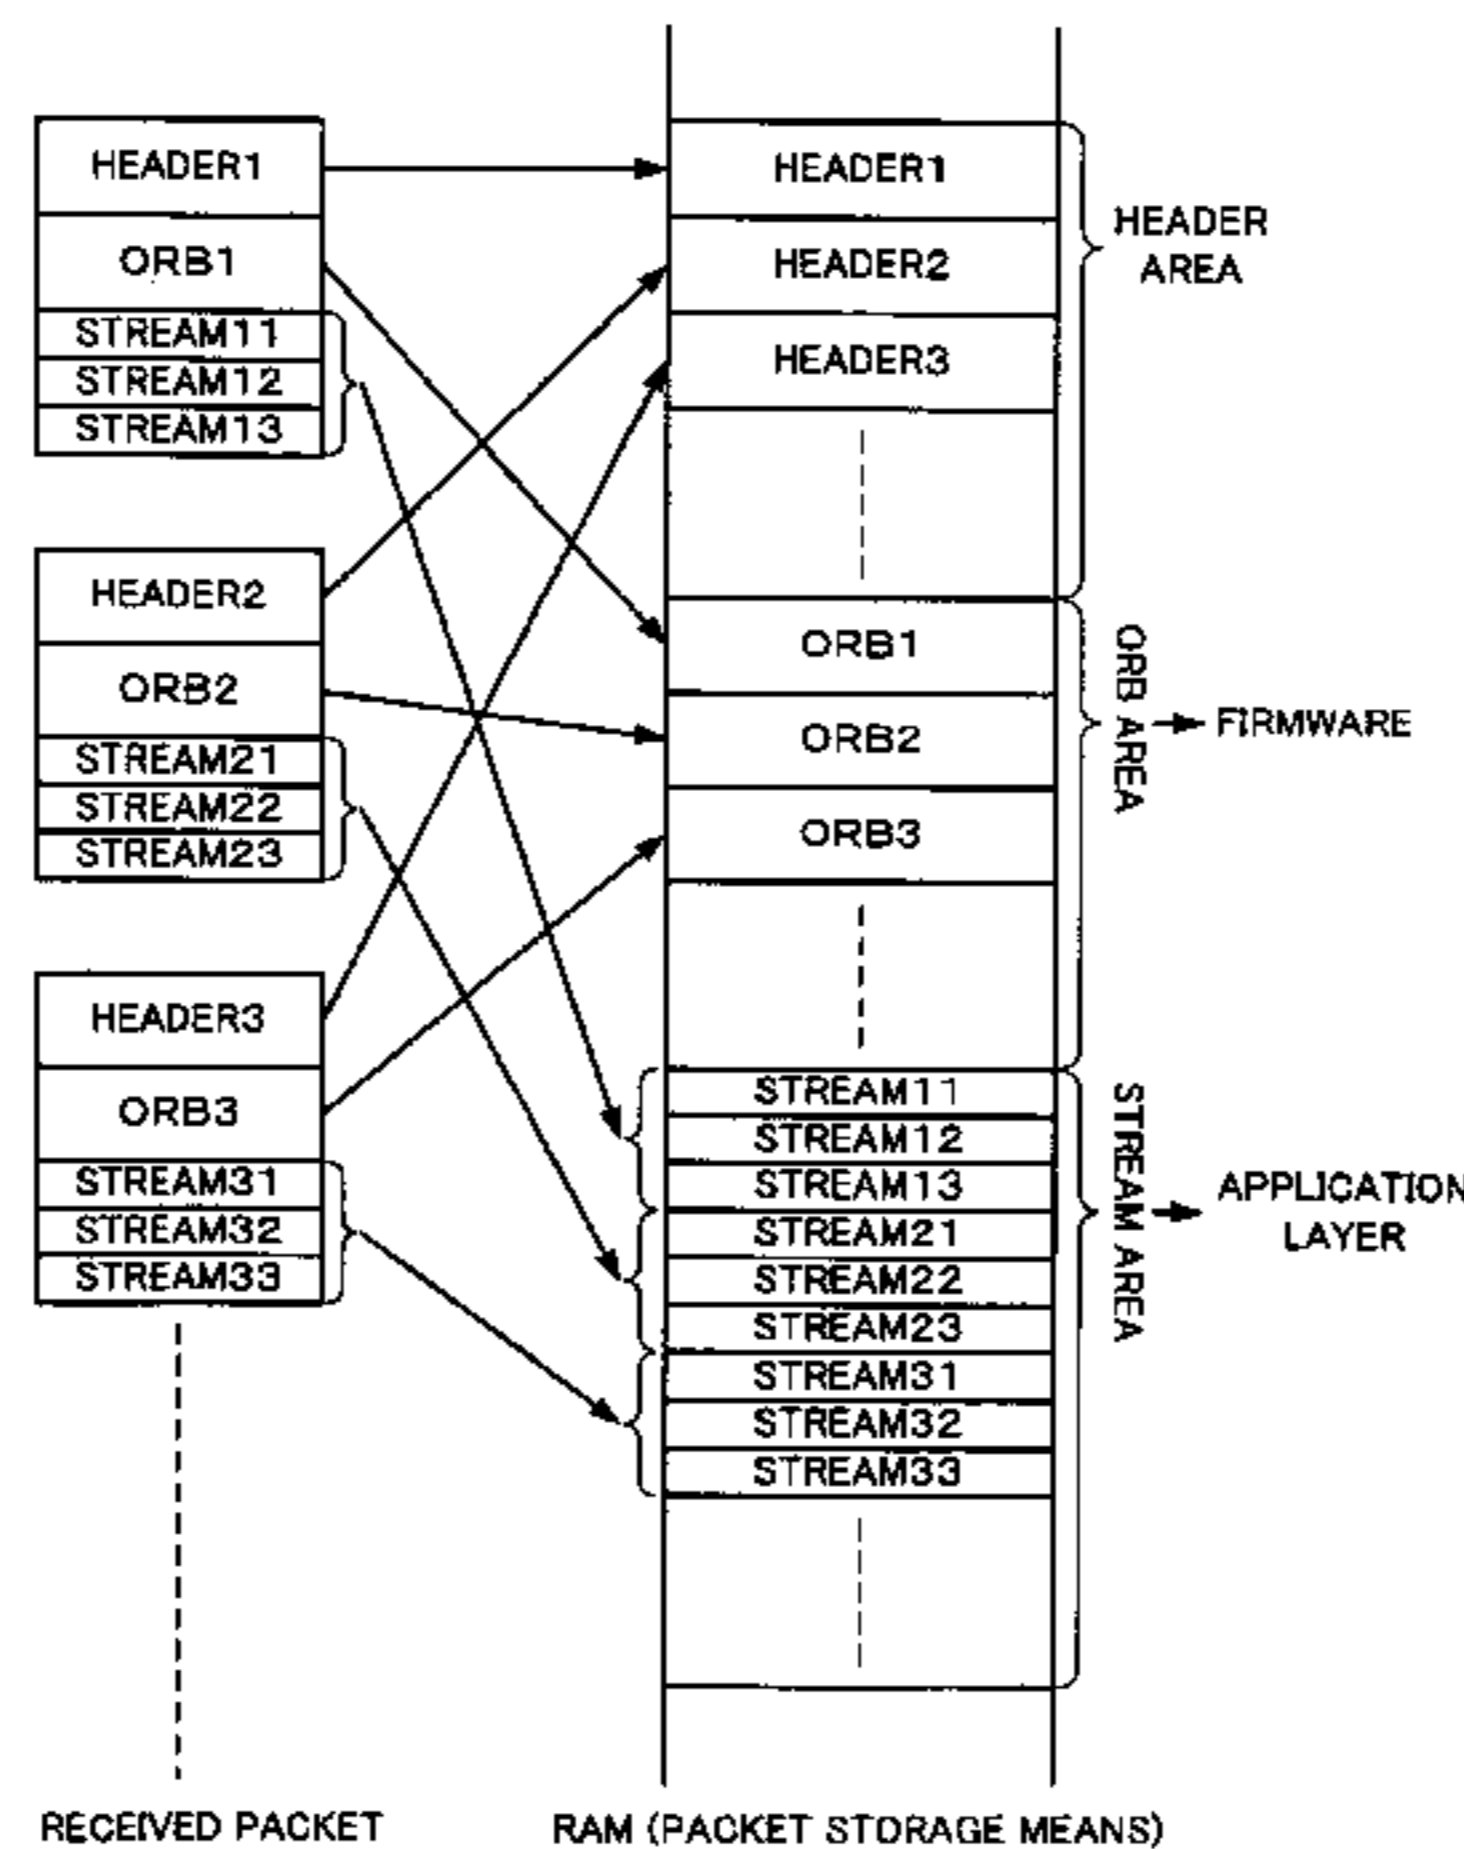 HEADER1
ORB1
STREAM11
STREAM12
STREAM13
HEADER2
ORB2
STREAM21
STREAM22
STREAM23
HEADER3
ORB3
STREAM31
STREAM32
STREAM33
RECEIVED PACKET
HEADER1
HEADER2
HEADER3
ORB1
ORB2
ORB3
STREAM11
STREAM12
STREAM13
STREAM21
STREAM22
STREAM23
STREAM31
STREAM32
STREAM33
RAM (PACKET STORAGE MEANS)
HEADER
AREA
ORB AREA
FIRMWARE
STREAM AREA
APPLICATION
LAYER